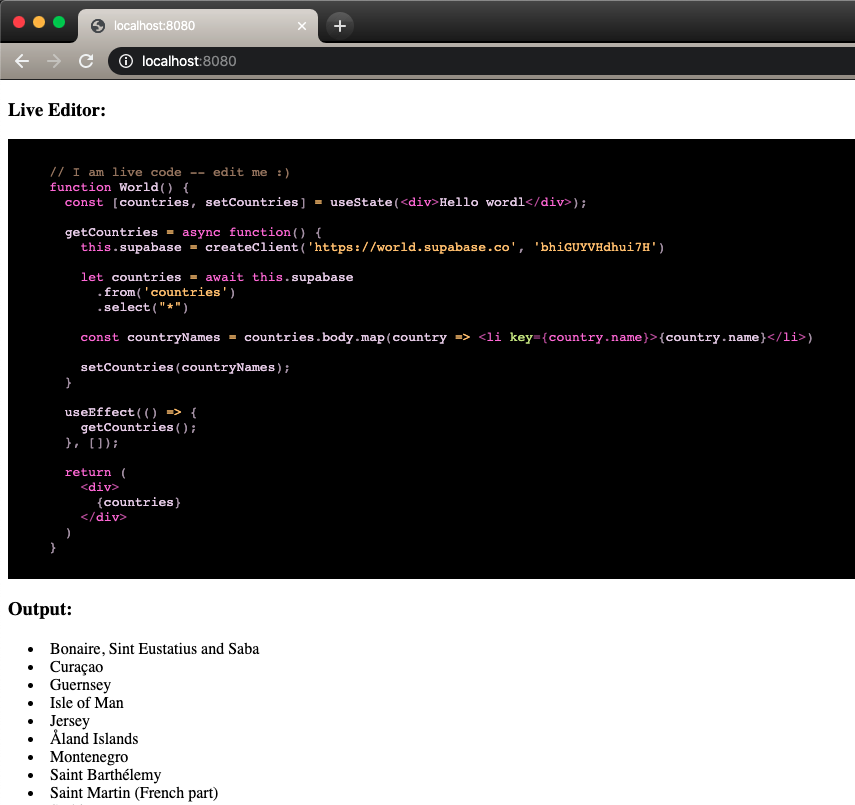 localhost:8080
localhost:8080
Live Editor:
// I am live code -- edit me :)
function World() {
  const [countries, setCountries] = useState(<div>Hello wordl</div>);

  getCountries = async function() {
    this.supabase = createClient('https://world.supabase.co', 'bhiGUYVHdhui7H')

    let countries = await this.supabase
      .from('countries')
      .select("*")

    const countryNames = countries.body.map(country => <li key={country.name}>{country.name}</li>)

    setCountries(countryNames);
  }

  useEffect(() => {
    getCountries();
  }, []);

  return (
    <div>
      {countries}
    </div>
  )
}
Output:
• Bonaire, Sint Eustatius and Saba
• Curaçao
• Guernsey
• Isle of Man
• Jersey
• Åland Islands
• Montenegro
• Saint Barthélemy
• Saint Martin (French part)